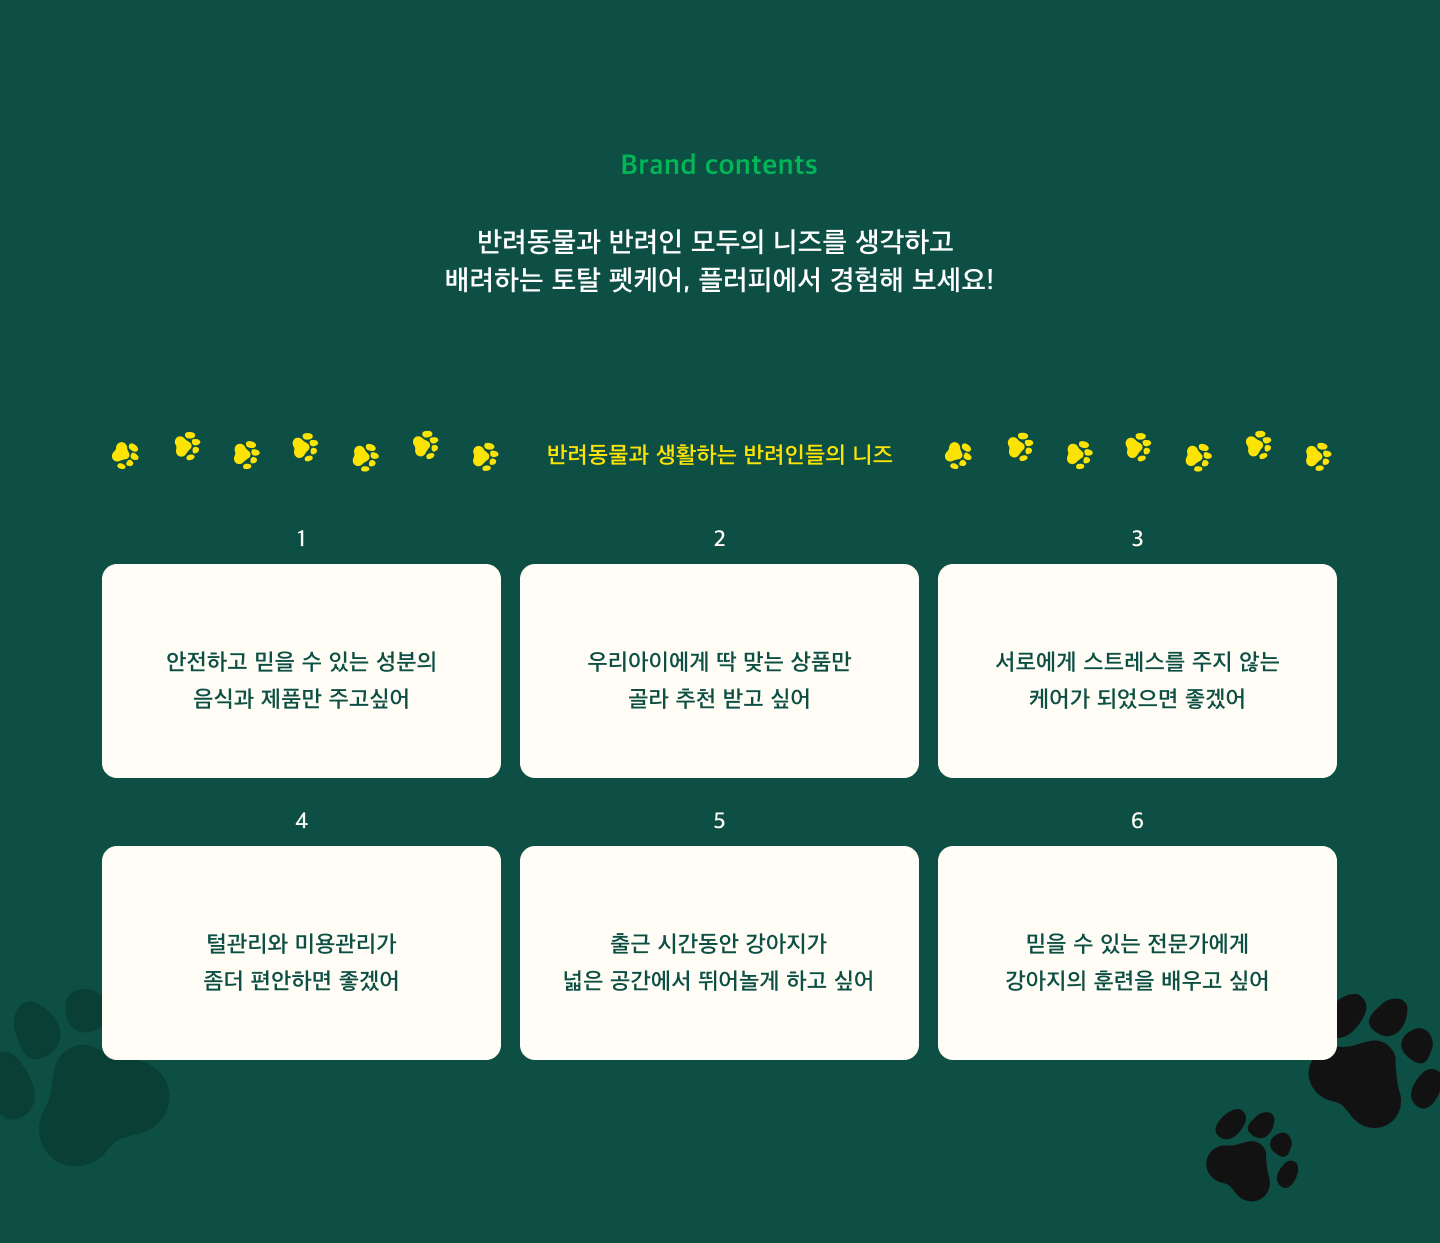 Brand contents
반려동물과 반려인 모두의 니즈를 생각하고
배려하는 토탈 펫케어, 플러피에서 경험해 보세요!
반려동물과 생활하는 반려인들의 니즈
1
안전하고 믿을 수 있는 성분의
음식과 제품만 주고싶어
2
우리아이에게 딱 맞는 상품만
골라 추천 받고 싶어
3
서로에게 스트레스를 주지 않는
케어가 되었으면 좋겠어
4
털관리와 미용관리가
좀더 편안하면 좋겠어
5
출근 시간동안 강아지가
넓은 공간에서 뛰어놀게 하고 싶어
6
믿을 수 있는 전문가에게
강아지의 훈련을 배우고 싶어